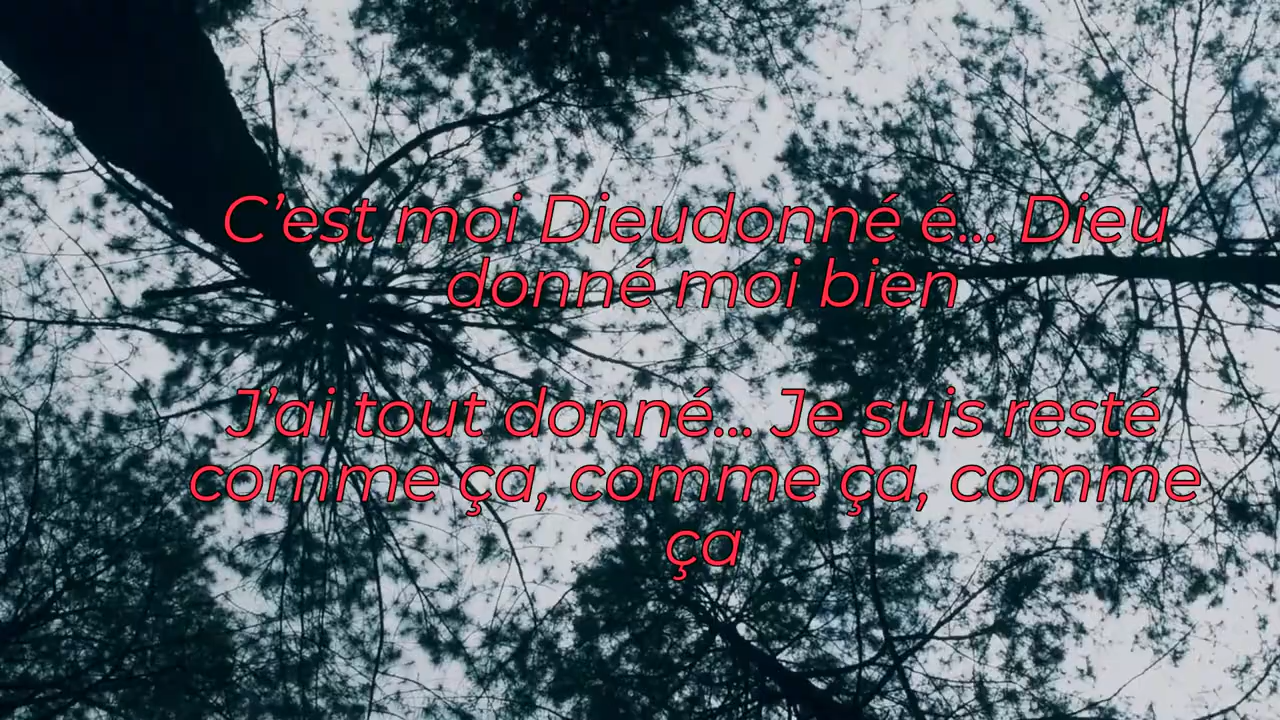 C’est moi Dieudonné é... Dieu
donné moi bien
J’ai tout donné... Je suis resté
comme ça, comme ça, comme
ça